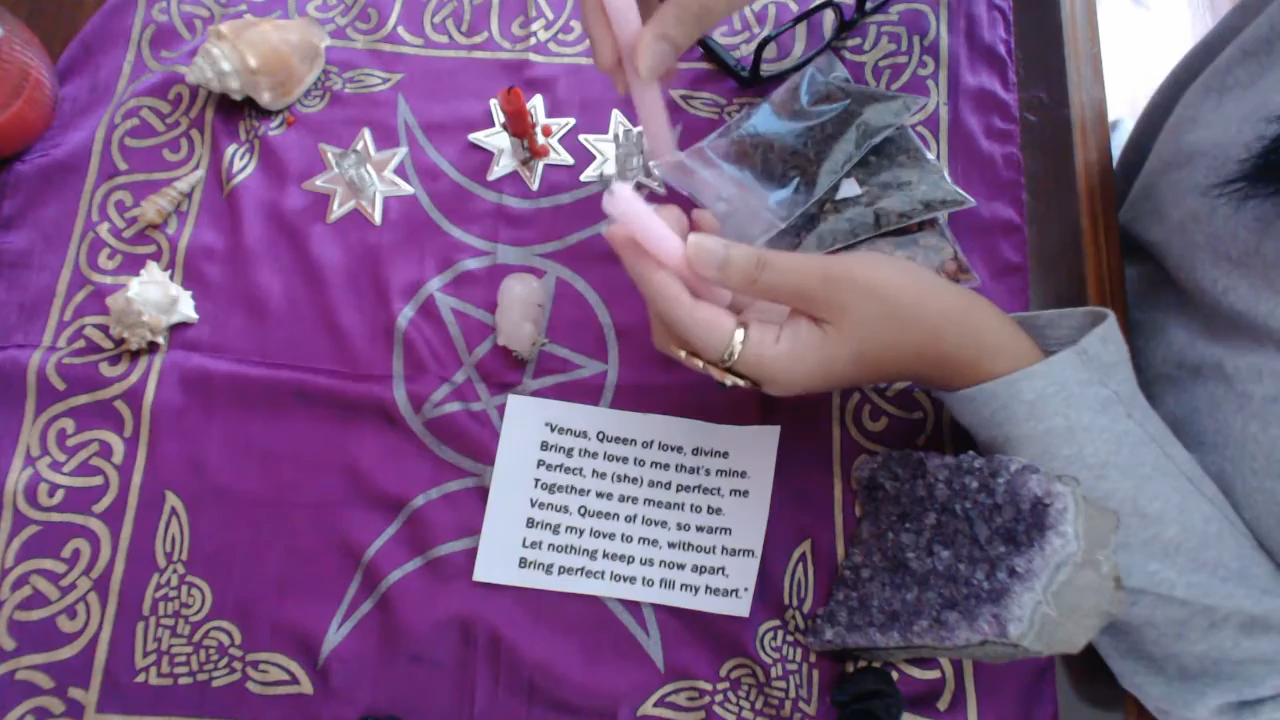 "Venus, Queen of love, divine
Bring the love to me that's mine.
Perfect, he (she) and perfect, me
Together we are meant to be.
Venus, Queen of love, so warm
Bring my love to me, without harm.
Let nothing keep us now apart,
Bring perfect love to fill my heart."